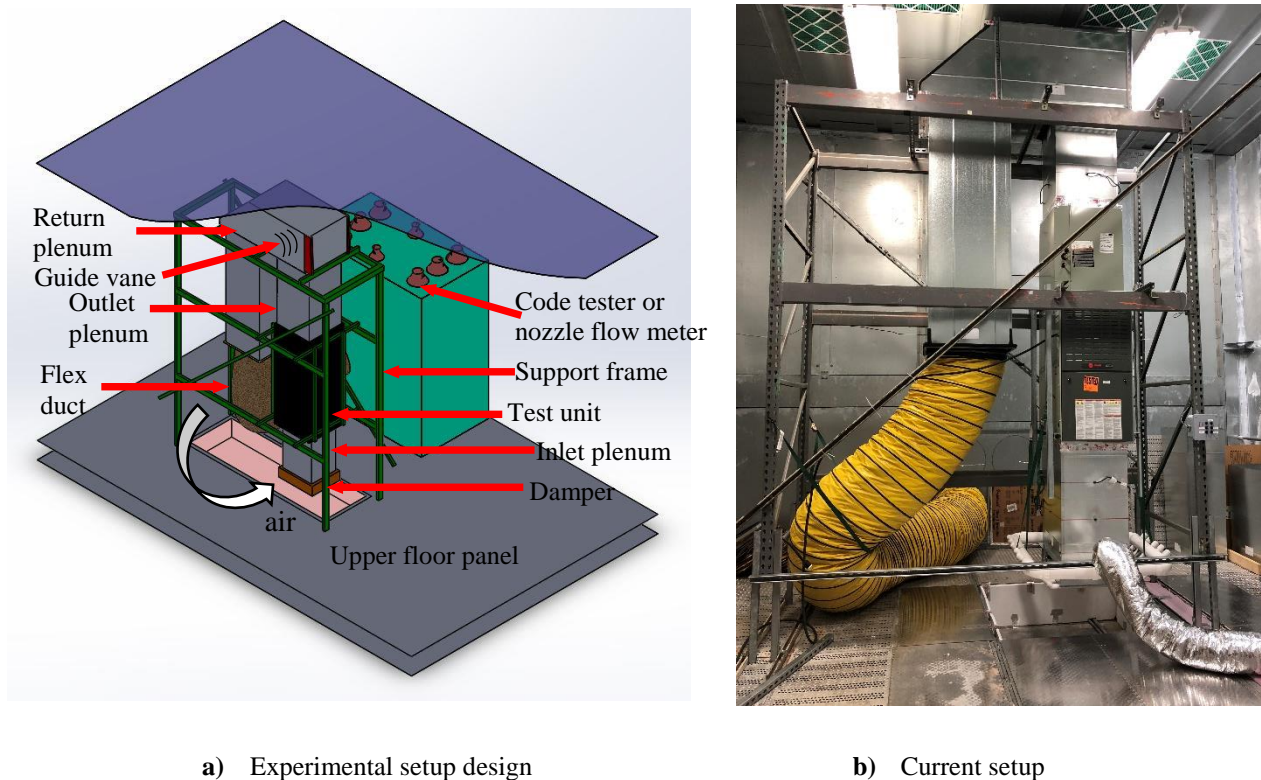 Return
plenum
Guide vane
Outlet
plenum
Flex
duct
air
Code tester or
nozzle flow meter
Support frame
Test unit
Inlet plenum
Damper
Upper floor panel
a) Experimental setup design
b) Current setup